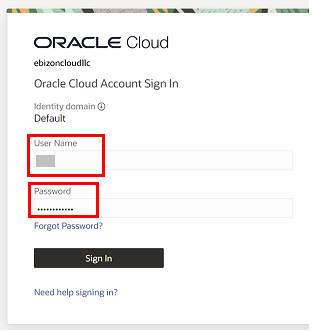 ORACLE Cloud
ebizoncloudllc
Oracle Cloud Account Sign In
Identity domain
Default
User Name
Password
••••••••••••
Forgot Password?
Sign In
Need help signing in?